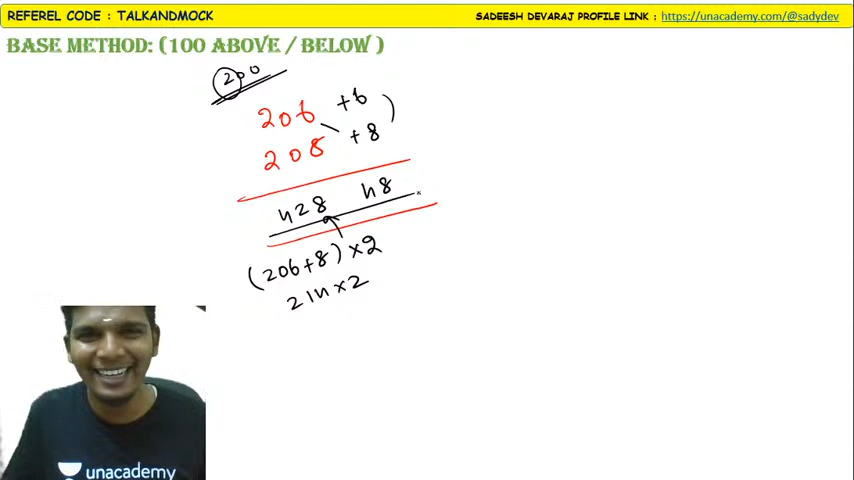 REFEREL CODE : TALKANDMOCK
SADEESH DEVARAJ PROFILE LINK : https://unacademy.com/@sadydev
BASE METHOD: (100 ABOVE / BELOW )
200
206 +6
208 +8
428 48
(206+8) ×2
214×2
unacademy